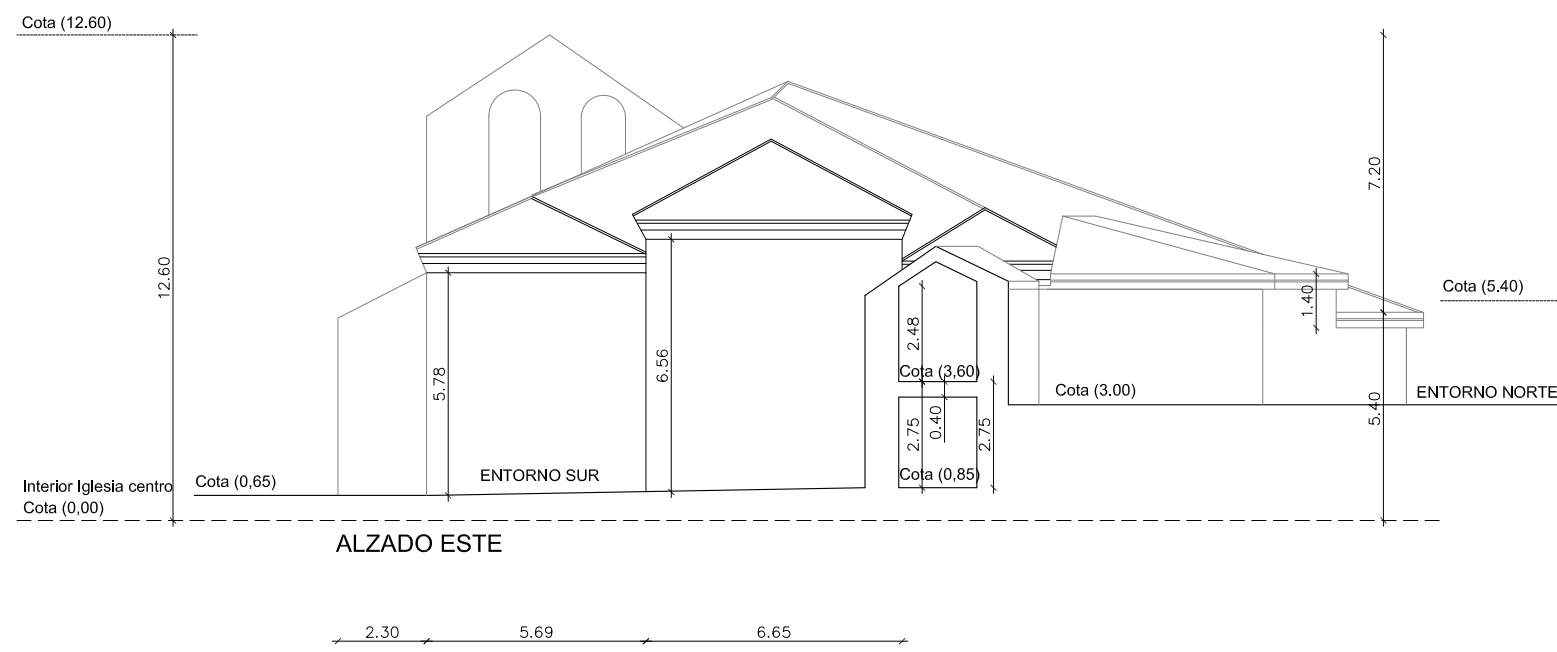 Cota (12.60)
12.60
7.20
Cota (5.40)
1.40
2.48
6.56
5.78
Cota (3,60)
Cota (3.00)
ENTORNO NORTE
5.40
2.75
0.40
2.75
Cota (0,85)
ENTORNO SUR
Cota (0,65)
Interior Iglesia centro
Cota (0,00)
ALZADO ESTE
2.30
5.69
6.65